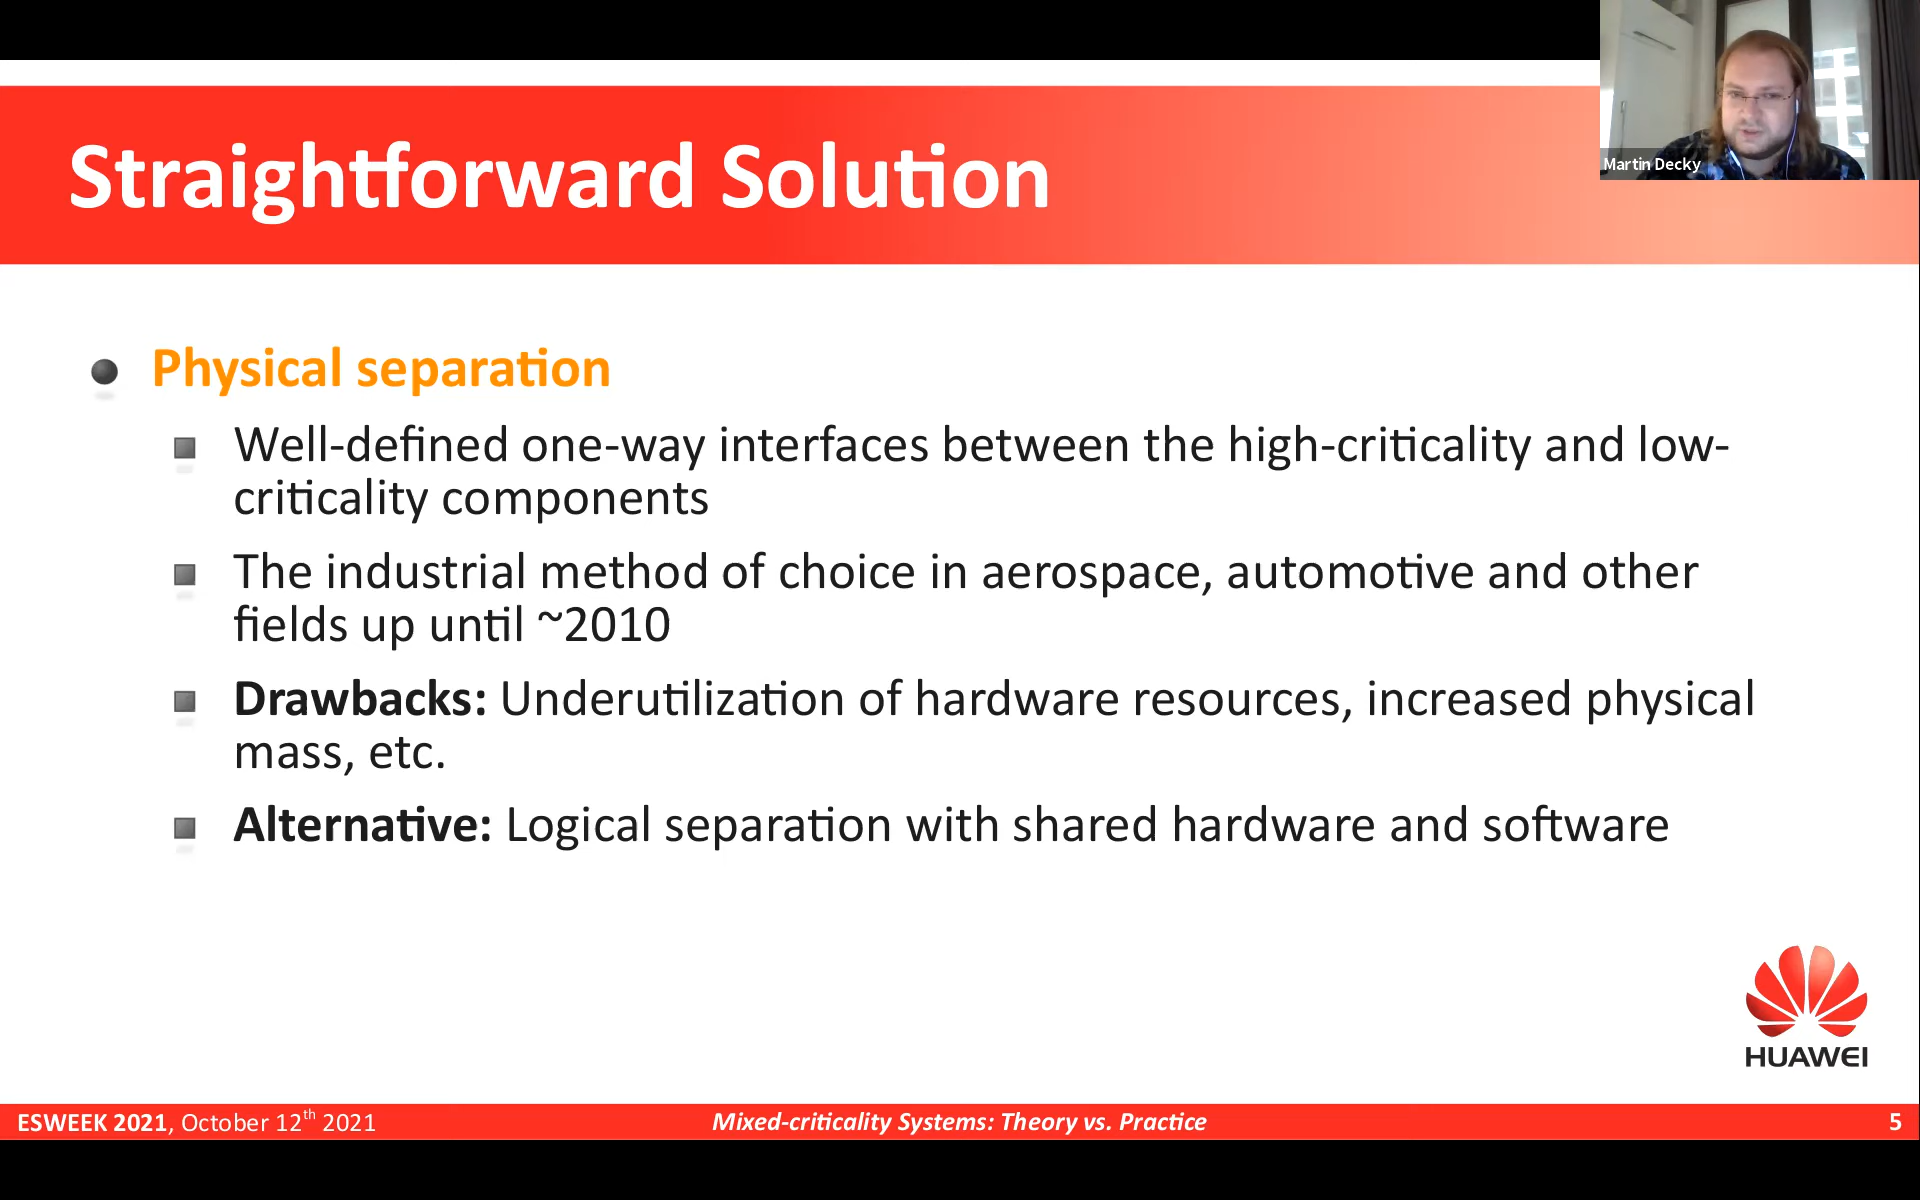 Straightforward Solution
Martin Decky
Physical separation
Well-defined one-way interfaces between the high-criticality and low-
criticality components
The industrial method of choice in aerospace, automotive and other
fields up until ~2010
Drawbacks: Underutilization of hardware resources, increased physical
mass, etc.
Alternative: Logical separation with shared hardware and software
HUAWEI
ESWEEK 2021, October 12th 2021
Mixed-criticality Systems: Theory vs. Practice
5